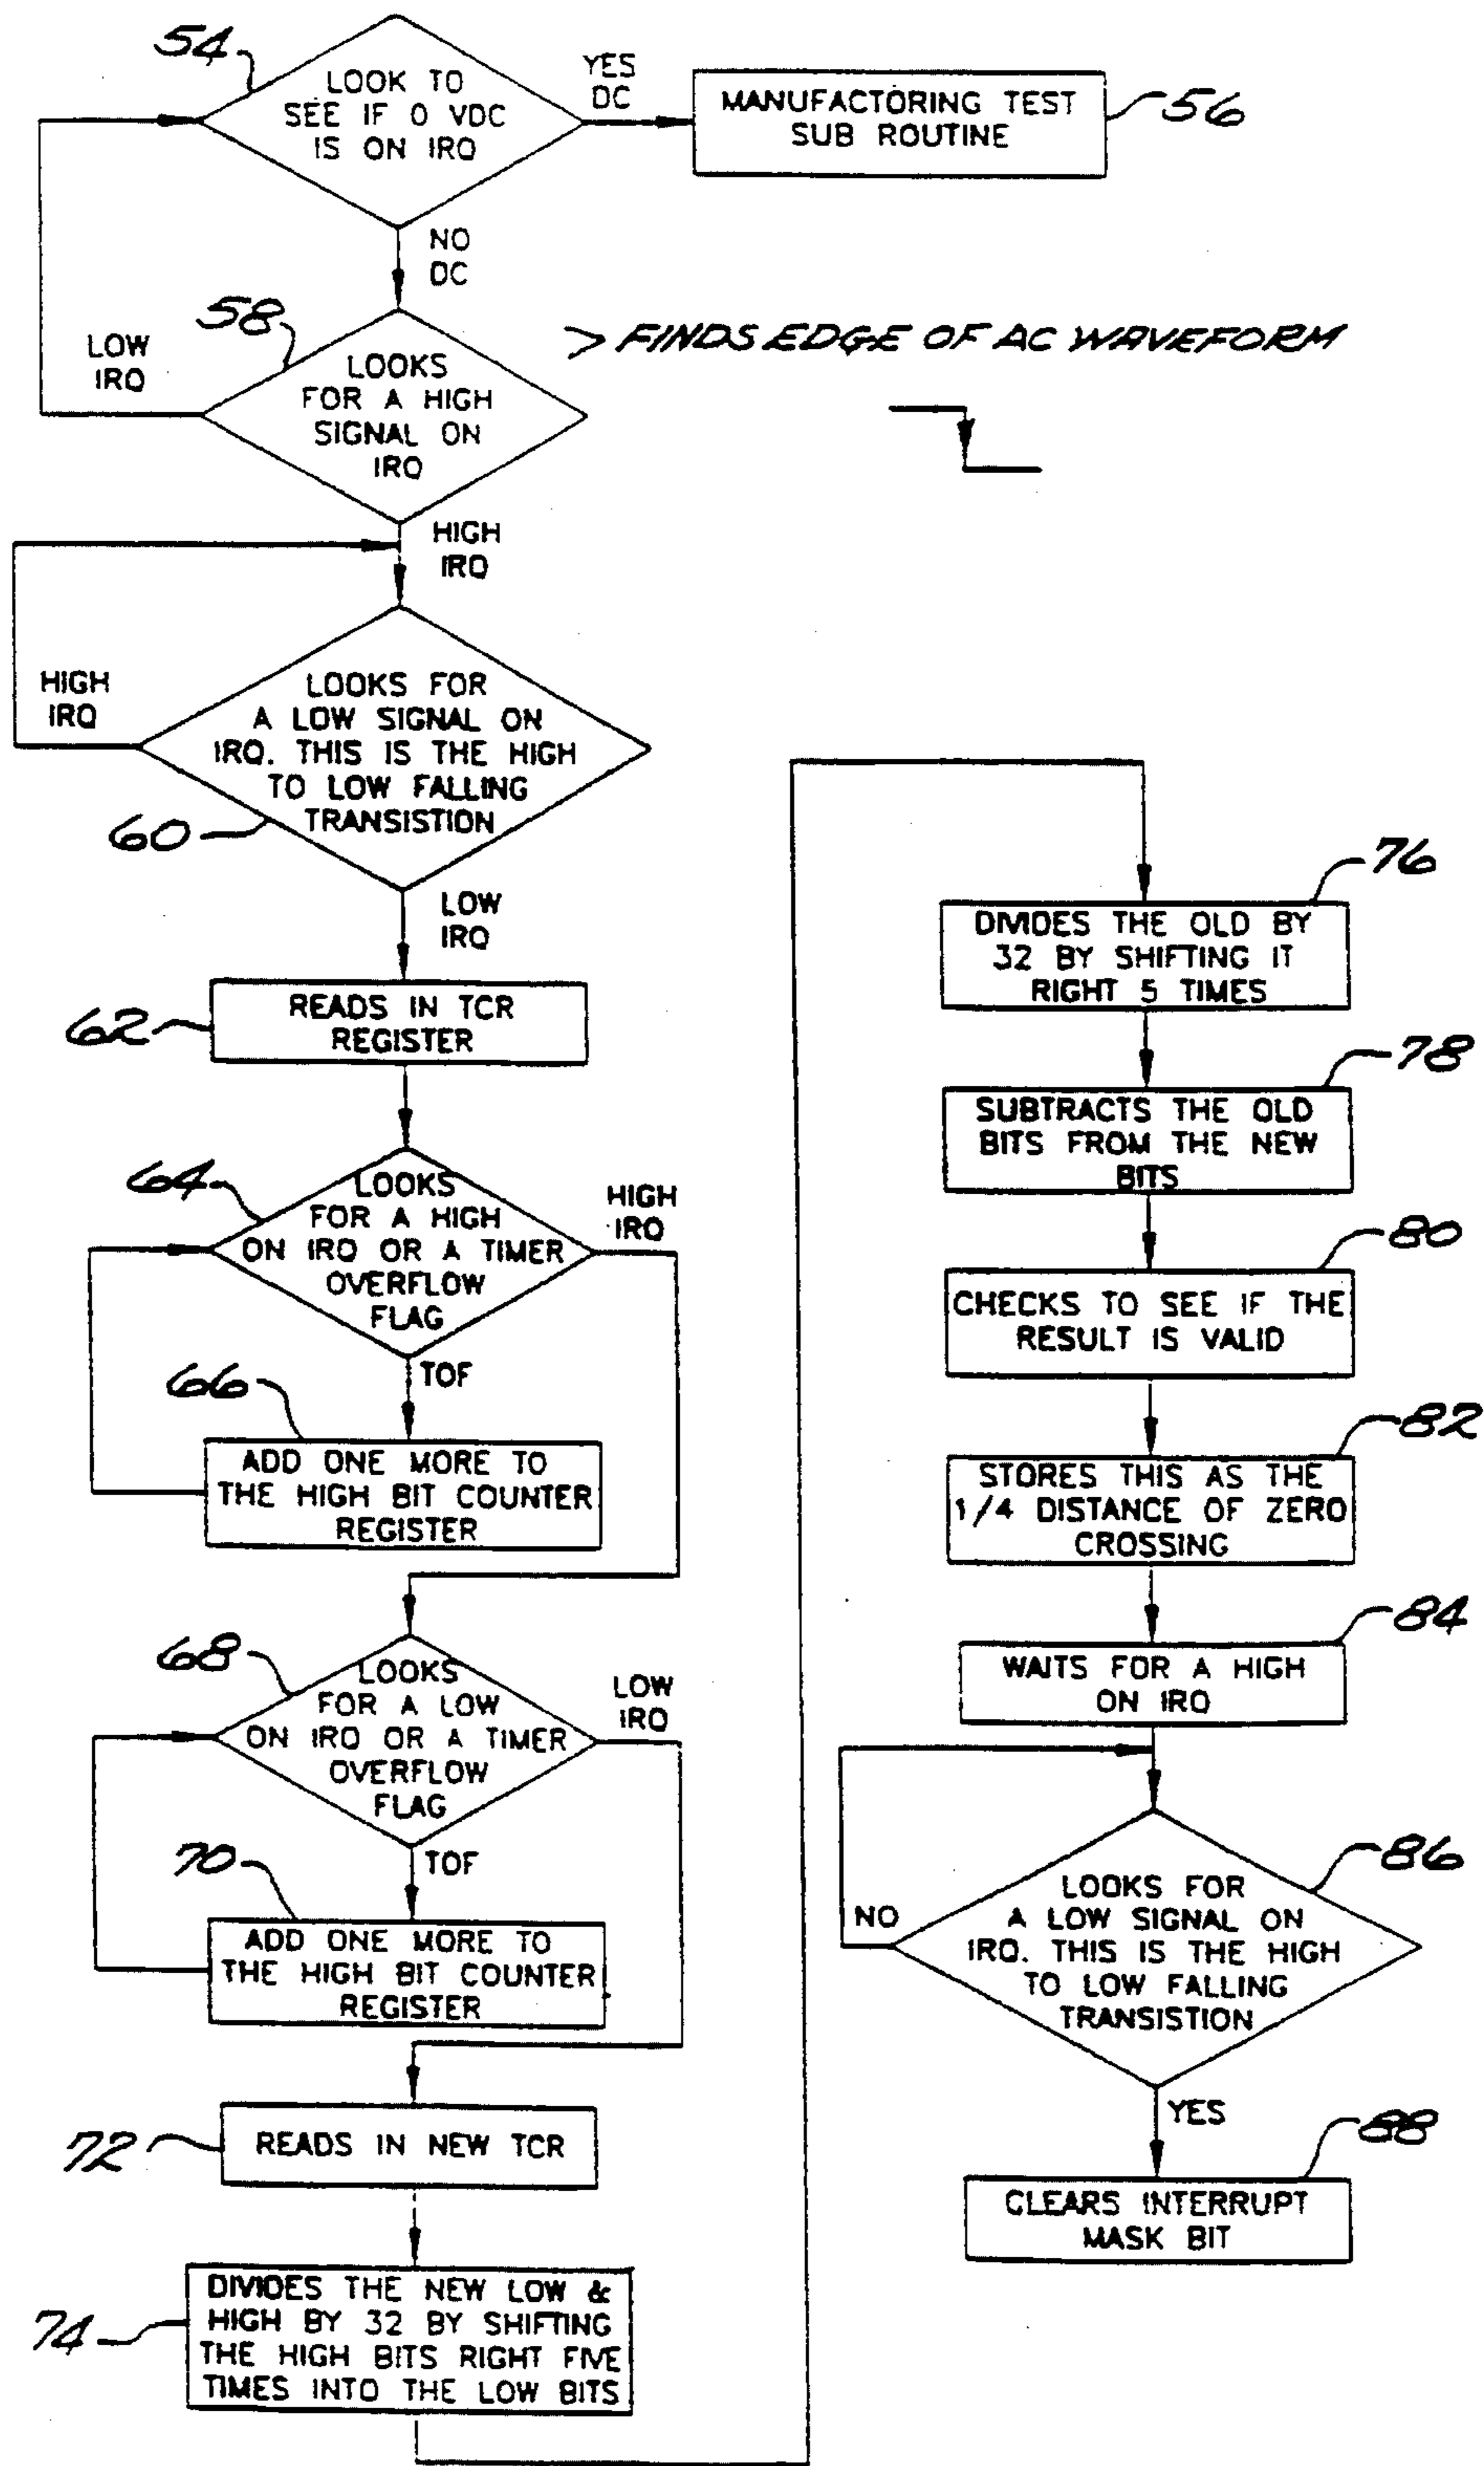 54
LOOK TO
SEE IF 0 VDC
IS ON IRQ
YES
DC
MANUFACTORING TEST
SUB ROUTINE
56
NO
DC
58
LOW
IRQ
LOOKS
FOR A HIGH
SIGNAL ON
IRQ
> FINDS EDGE OF AC WAVEFORM
HIGH
IRQ
HIGH
IRQ
LOOKS FOR
A LOW SIGNAL ON
IRQ. THIS IS THE HIGH
TO LOW FALLING
TRANSISTION
60
LOW
IRQ
62
READS IN TCR
REGISTER
64
LOOKS
FOR A HIGH
ON IRQ OR A TIMER
OVERFLOW
FLAG
HIGH
IRQ
TOF
66
ADD ONE MORE TO
THE HIGH BIT COUNTER
REGISTER
68
LOOKS
FOR A LOW
ON IRQ OR A TIMER
OVERFLOW
FLAG
LOW
IRQ
TOF
70
ADD ONE MORE TO
THE HIGH BIT COUNTER
REGISTER
72
READS IN NEW TCR
74
DIVIDES THE NEW LOW &
HIGH BY 32 BY SHIFTING
THE HIGH BITS RIGHT FIVE
TIMES INTO THE LOW BITS
76
DIVIDES THE OLD BY
32 BY SHIFTING IT
RIGHT 5 TIMES
78
SUBTRACTS THE OLD
BITS FROM THE NEW
BITS
80
CHECKS TO SEE IF THE
RESULT IS VALID
82
STORES THIS AS THE
1/4 DISTANCE OF ZERO
CROSSING
84
WAITS FOR A HIGH
ON IRQ
86
LOOKS FOR
A LOW SIGNAL ON
IRQ. THIS IS THE HIGH
TO LOW FALLING
TRANSISTION
NO
YES
88
CLEARS INTERRUPT
MASK BIT